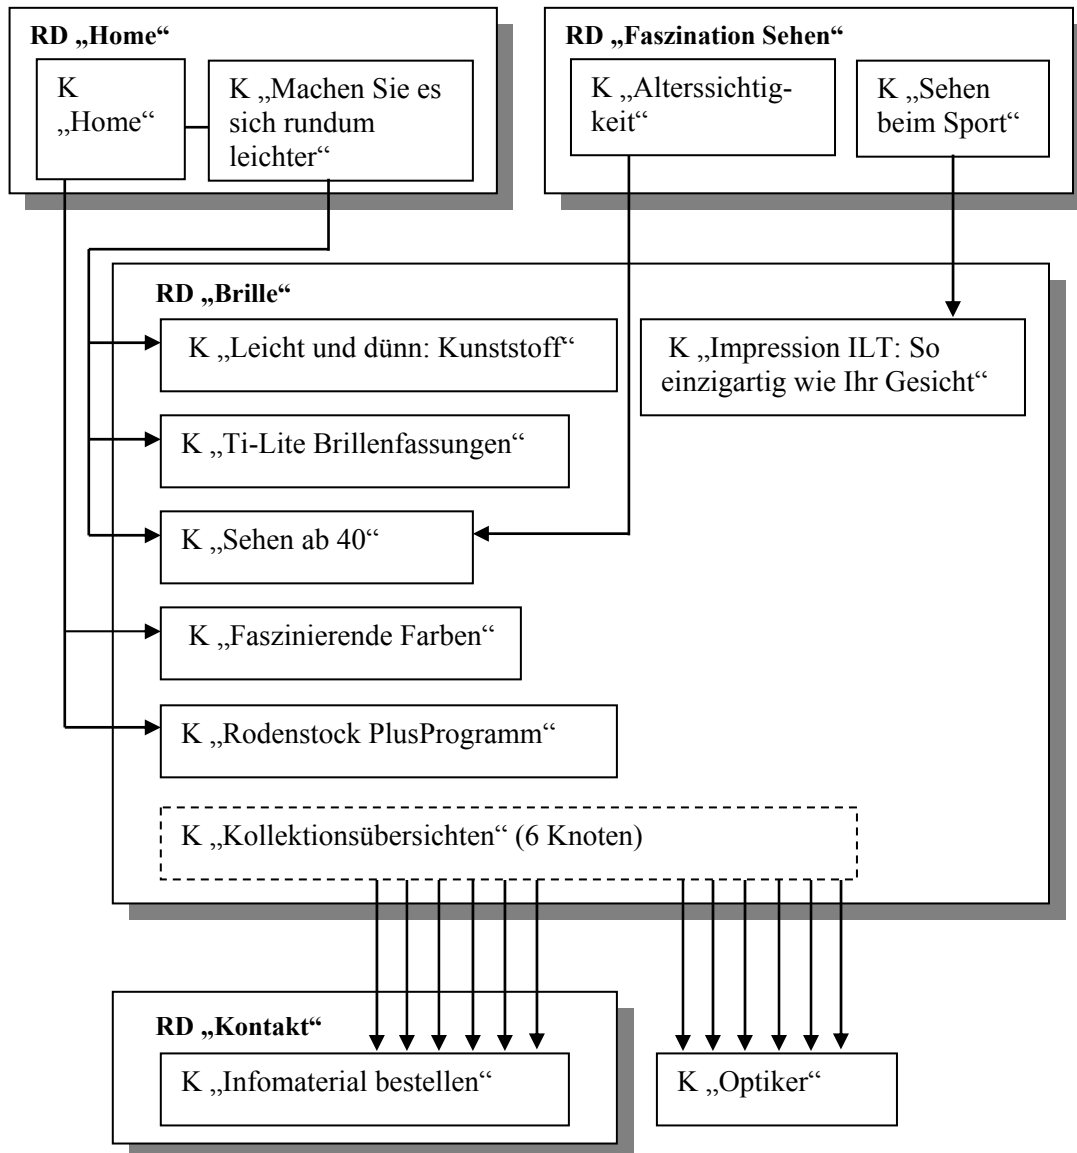 RD „Home“
K
„Home“
K „Machen Sie es
sich rundum
leichter“
RD „Faszination Sehen“
K „Alterssichtig-
keit“
K „Sehen
beim Sport“
RD „Brille“
K „Leicht und dünn: Kunststoff“
K „Impression ILT: So
einzigartig wie Ihr Gesicht“
K „Ti-Lite Brillenfassungen“
K „Sehen ab 40“
K „Faszinierende Farben“
K „Rodenstock PlusProgramm“
K „Kollektionsübersichten“ (6 Knoten)
RD „Kontakt“
K „Infomaterial bestellen“
K „Optiker“